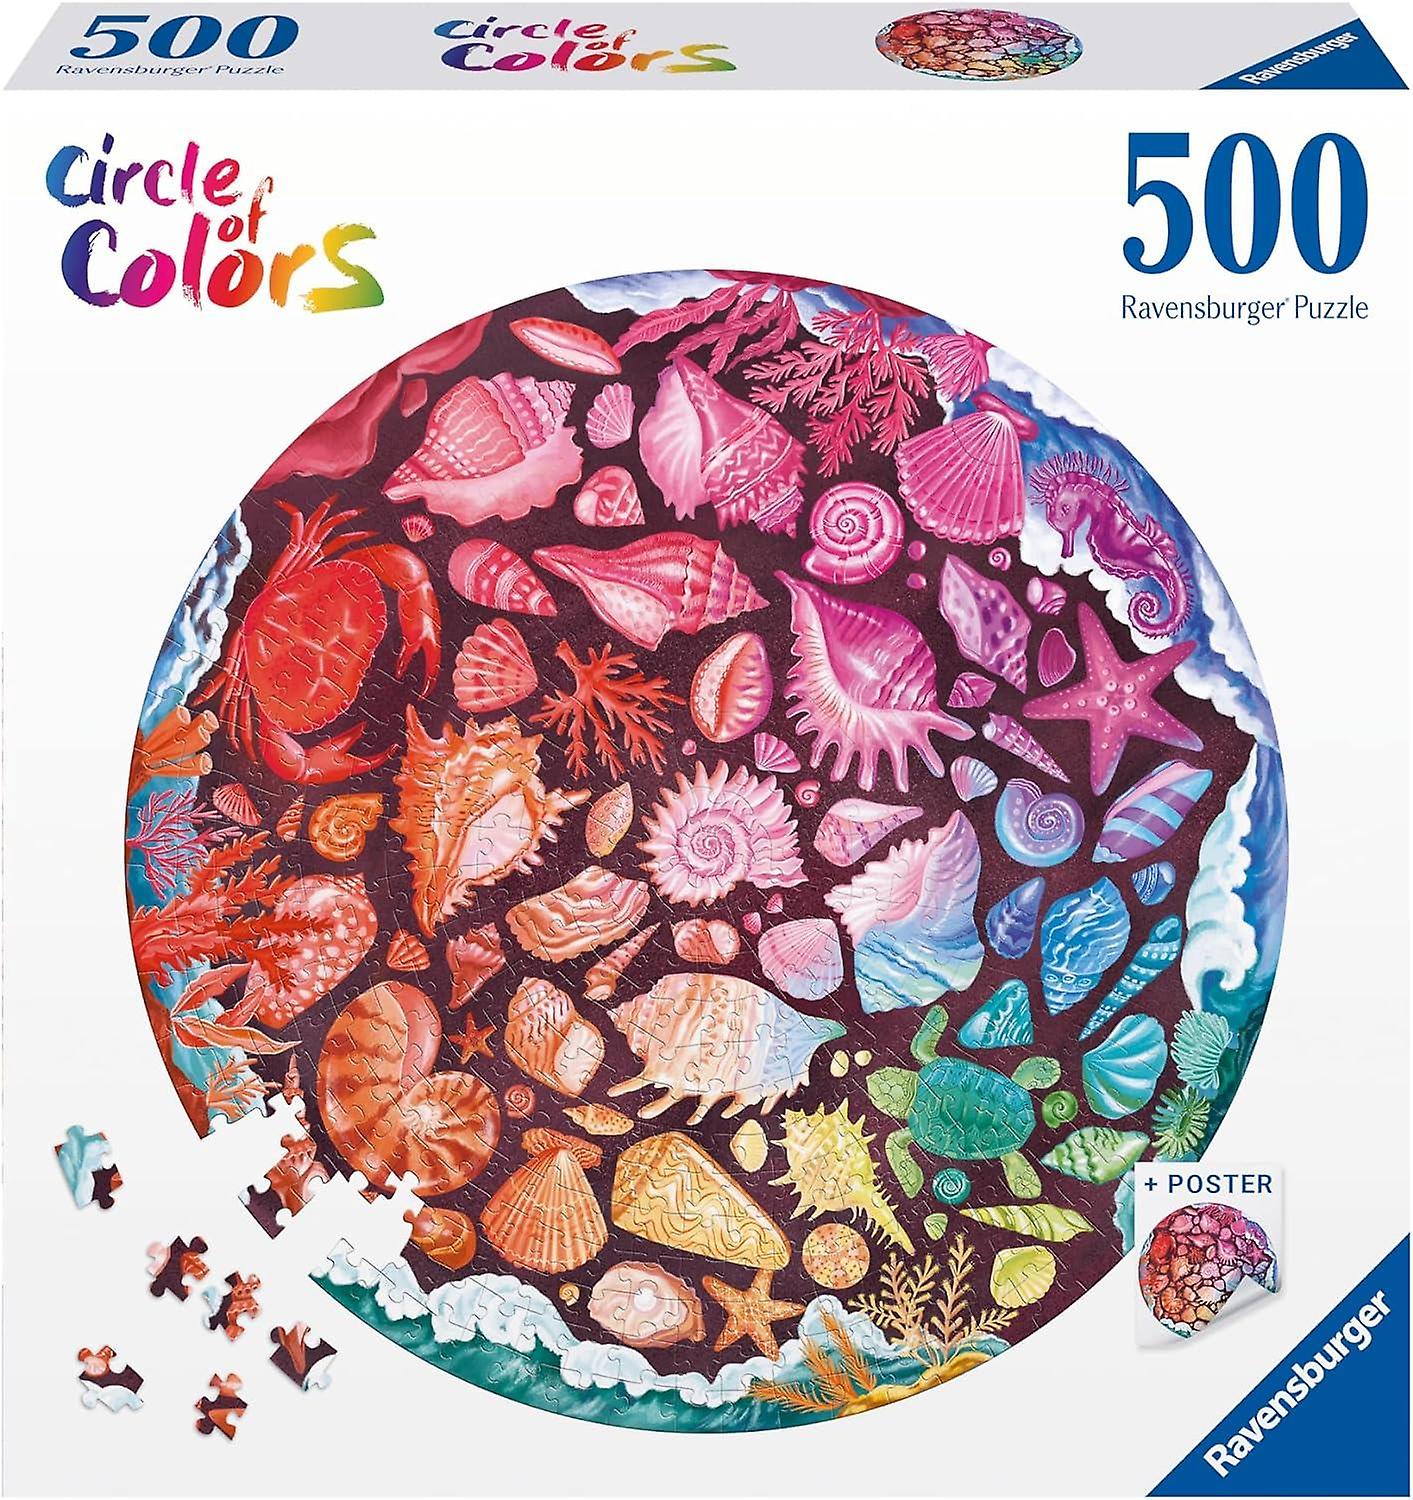 500
Ravensburger Puzzle
Circle
of
Colors
Ravensburger
Circle
of
Colors
500
Ravensburger® Puzzle
+ POSTER
Ravensburger